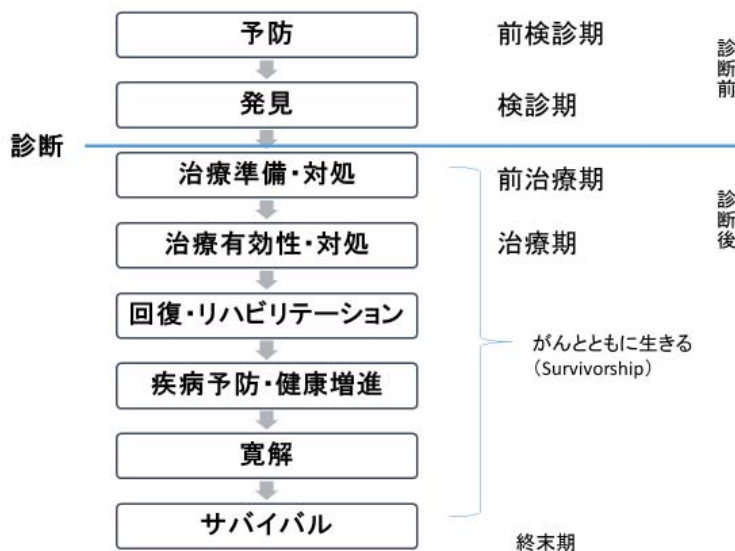 予防
前検診期
診断前
発見
検診期
診断
治療準備・対処
前治療期
診断後
治療有効性・対処
治療期
回復・リハビリテーション
がんとともに生きる
（Survivorship）
疾病予防・健康増進
寛解
サバイバル
終末期